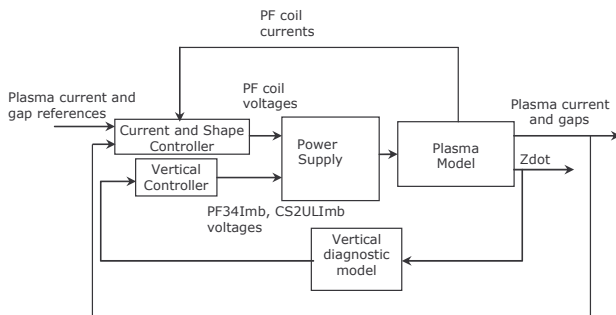 PF coil
currents
Plasma current and
gap references
PF coil
voltages
Plasma current
and gaps
Current and Shape
Controller
Power
Supply
Plasma
Model
Zdot
Vertical
Controller
PF34Imb, CS2ULImb
voltages
Vertical
diagnostic
model